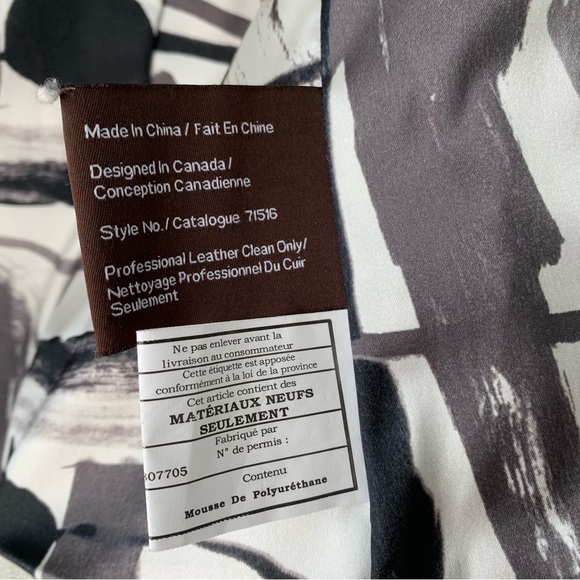 Made In China / Fait En Chine
Designed In Canada /
Conception Canadienne
Style No./ Catalogue 71516
Professional Leather Clean Only/
Nettoyage Professionnel Du Cuir
Seulement
Ne pas enlever avant la
livraison au consommateur
Cette étiquette est apposée
conformément à la loi de la province
Cet article contient des
MATÉRIAUX NEUFS
SEULEMENT
Fabriqué par
N° de permis :
07705
Contenu
Mousse De Polyuréthane